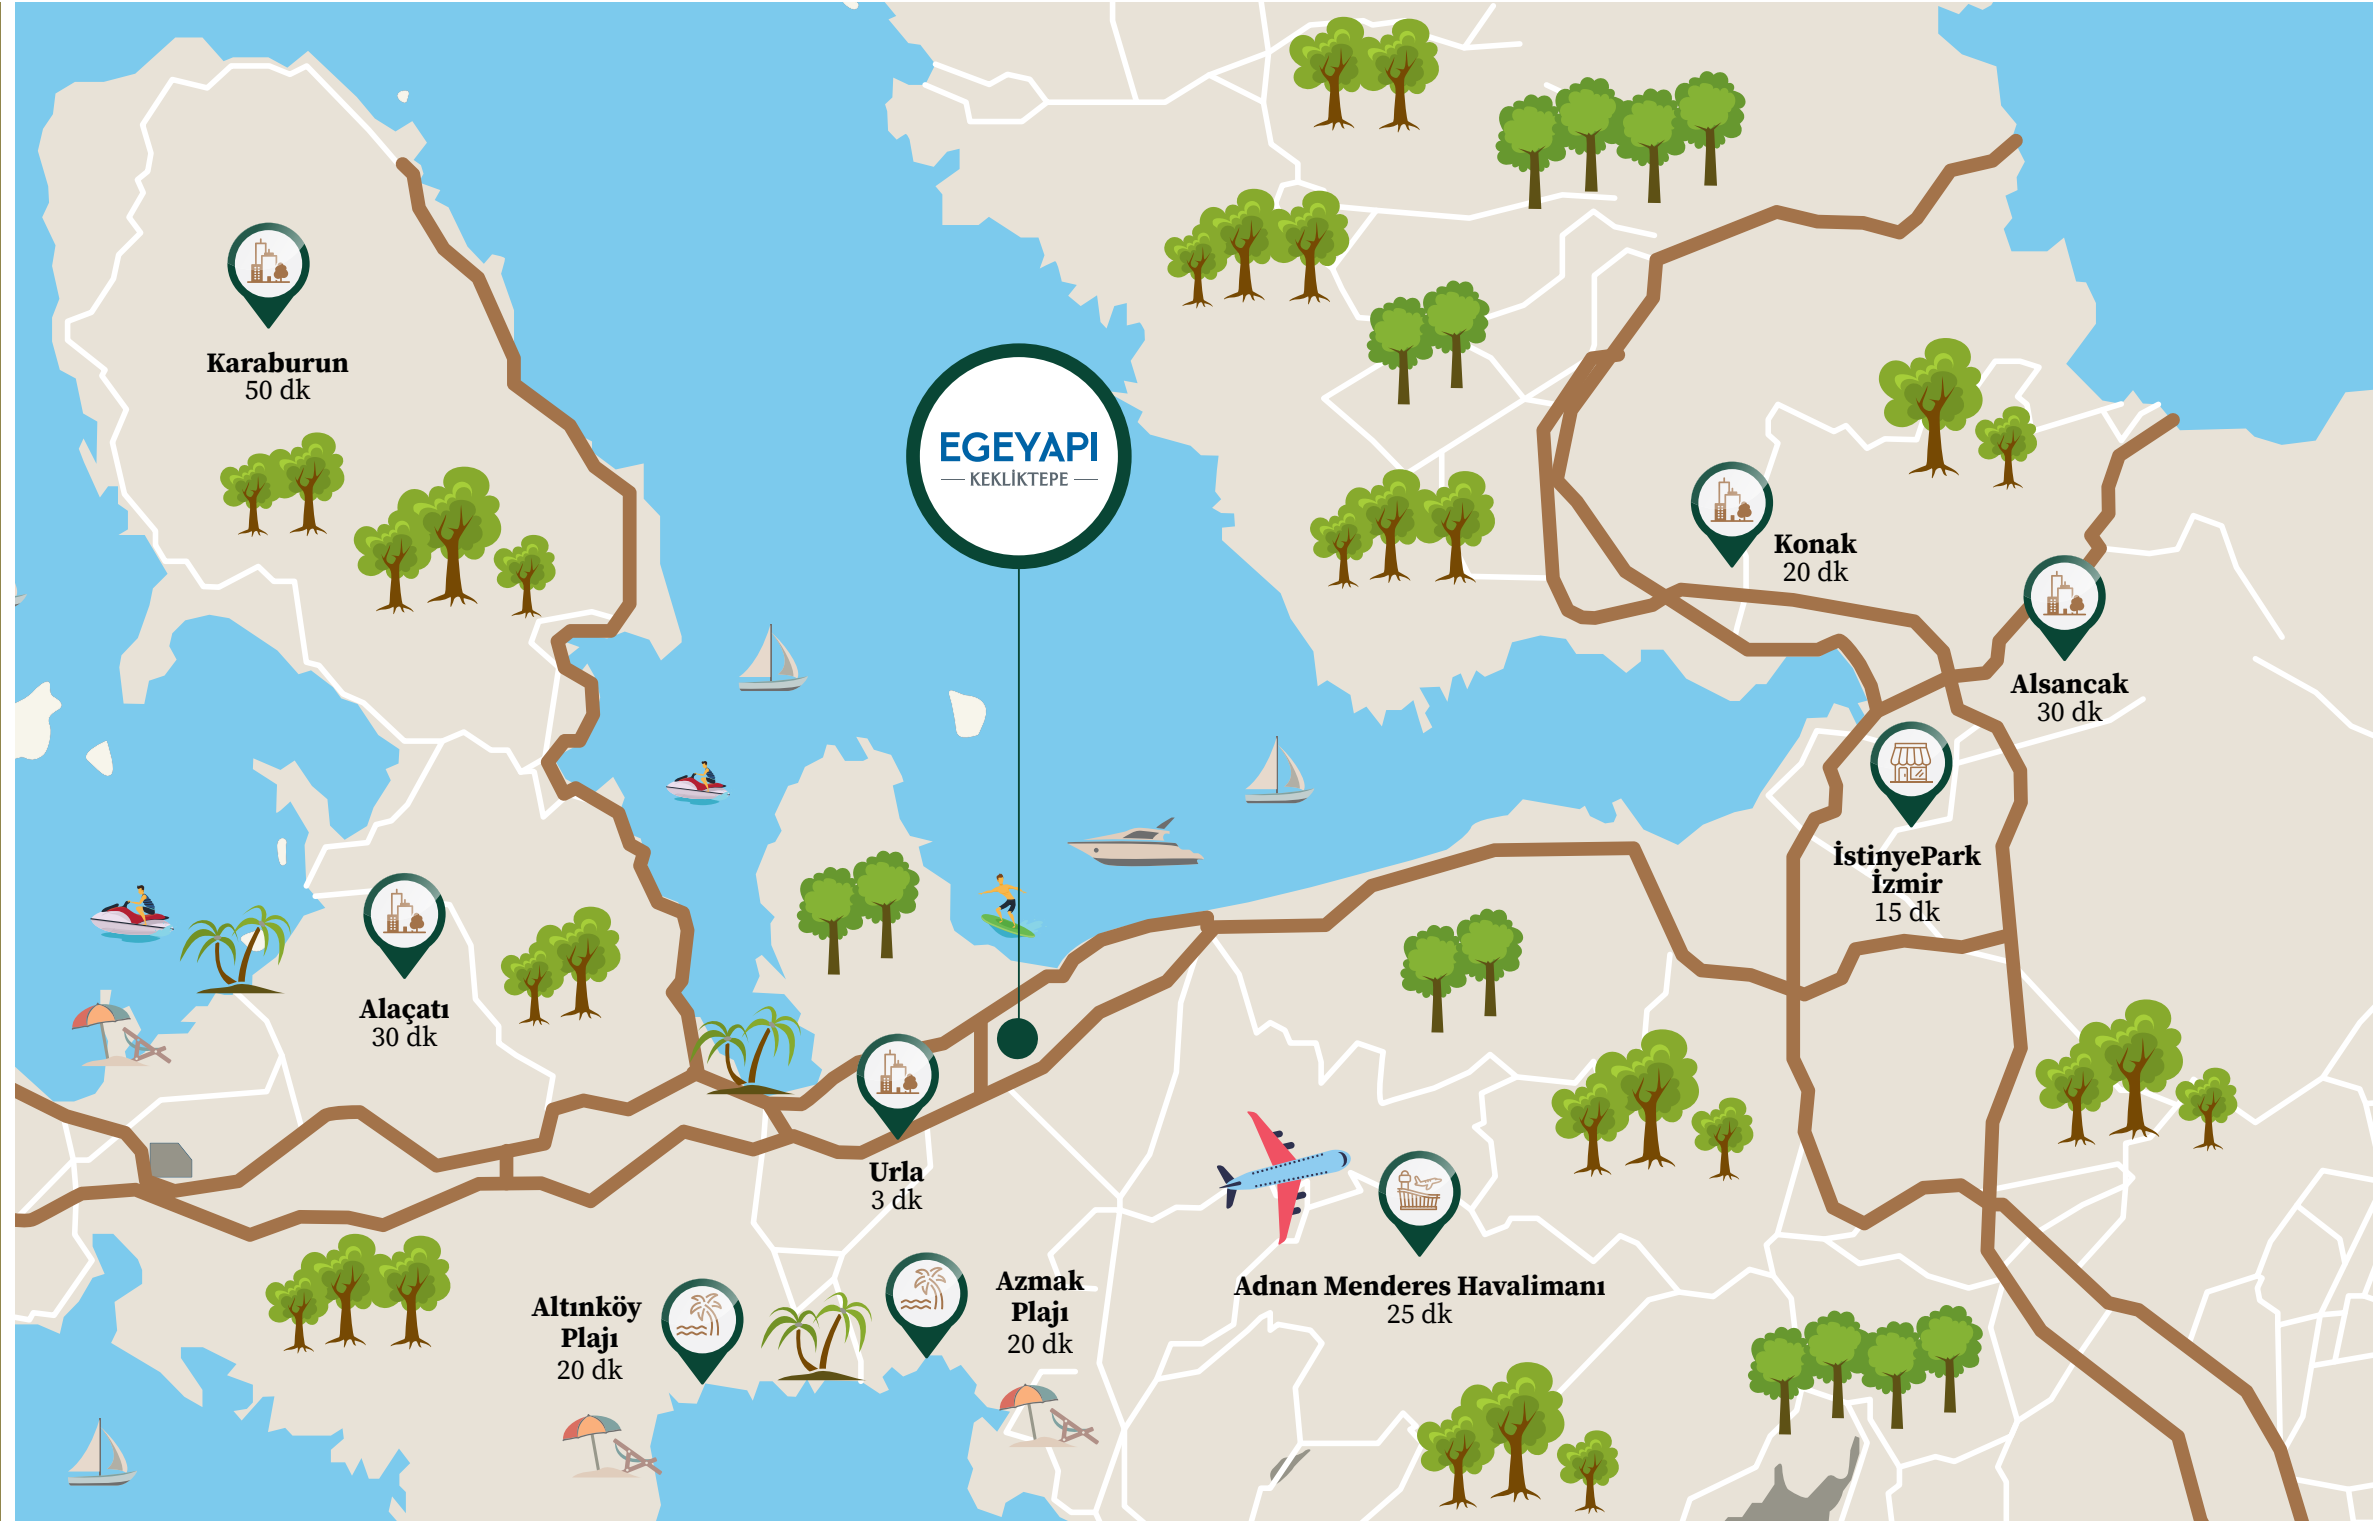 Karaburun
50 dk
EGEYAPI
KEKLİKTEPE
Konak
20 dk
Alsancak
30 dk
İstinyePark
İzmir
15 dk
Alaçatı
30 dk
Urla
3 dk
Altınköy
Plajı
20 dk
Azmak
Plajı
20 dk
Adnan Menderes Havalimanı
25 dk